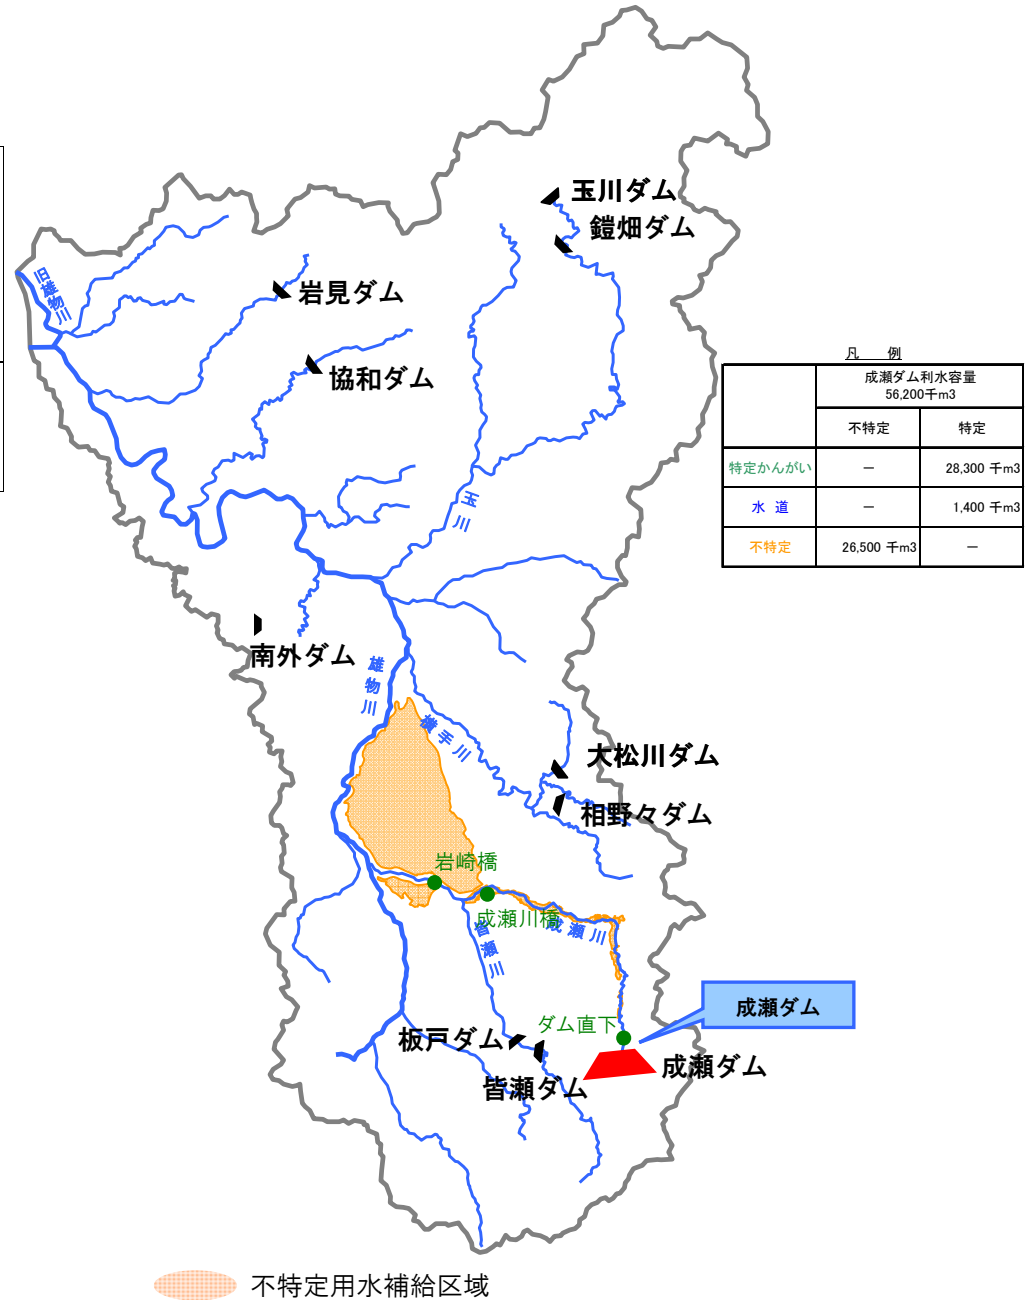 玉川ダム
鎧畑ダム
旧雄物川
岩見ダム
協和ダム
凡 例
成瀬ダム利水容量
56,200千m3
不特定 特定
特定かんがい － 28,300 千m3
水 道 － 1,400 千m3
不特定 26,500 千m3 －
玉川
南外ダム
雄物川
横手川
大松川ダム
相野々ダム
岩崎橋
成瀬川橋
成瀬川
皆瀬川
成瀬ダム
ダム直下
板戸ダム
成瀬ダム
皆瀬ダム
不特定用水補給区域